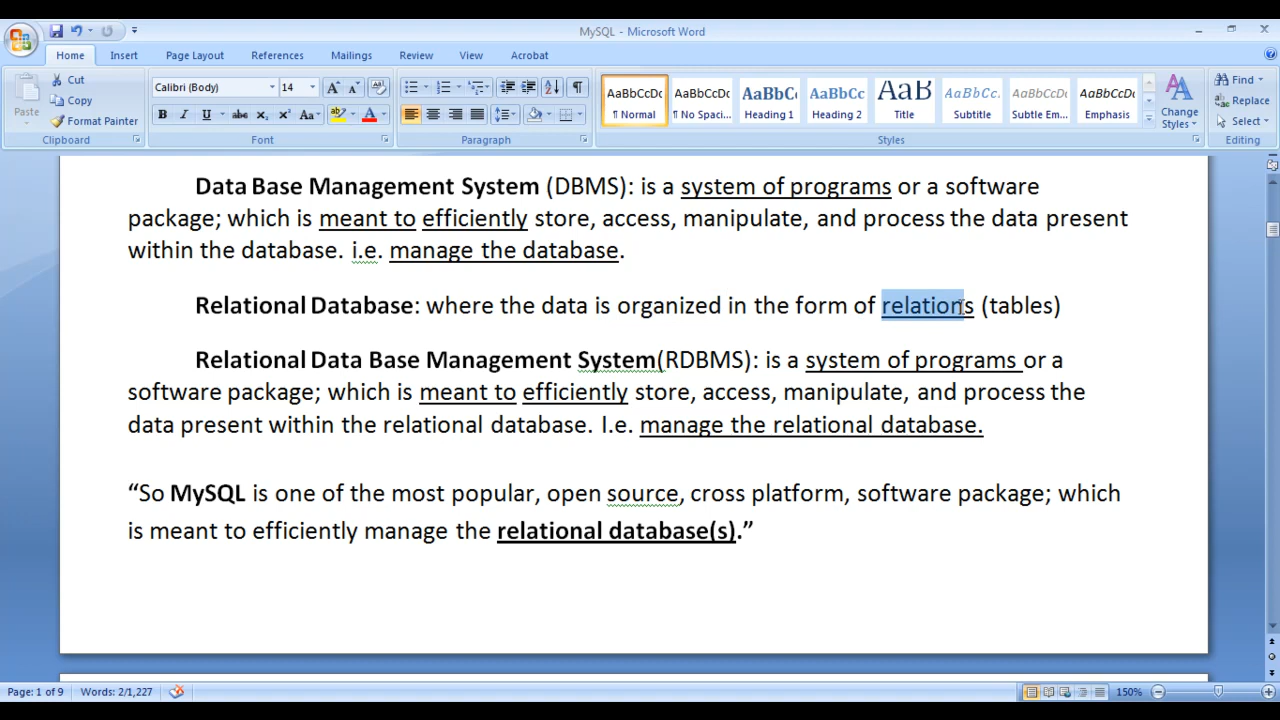 MySQL - Microsoft Word
Home Insert Page Layout References Mailings Review View Acrobat
Paste
Cut
Copy
Format Painter
Clipboard
Calibri (Body) 14
Font
Paragraph
AaBbCcDc AaBbCcDc AaBbC AaBbCc AaB AaBbCc. AaBbCcDc AaBbCcDc
¶ Normal ¶ No Spaci... Heading 1 Heading 2 Title Subtitle Subtle Em... Emphasis
Styles
Change Styles
Find
Replace
Select
Editing
Data Base Management System (DBMS): is a system of programs or a software
package; which is meant to efficiently store, access, manipulate, and process the data present
within the database. i.e. manage the database.
Relational Database: where the data is organized in the form of relations (tables)
Relational Data Base Management System(RDBMS): is a system of programs or a
software package; which is meant to efficiently store, access, manipulate, and process the
data present within the relational database. I.e. manage the relational database.
“So MySQL is one of the most popular, open source, cross platform, software package; which
is meant to efficiently manage the relational database(s).”
Page: 1 of 9 Words: 2/1,227 150%